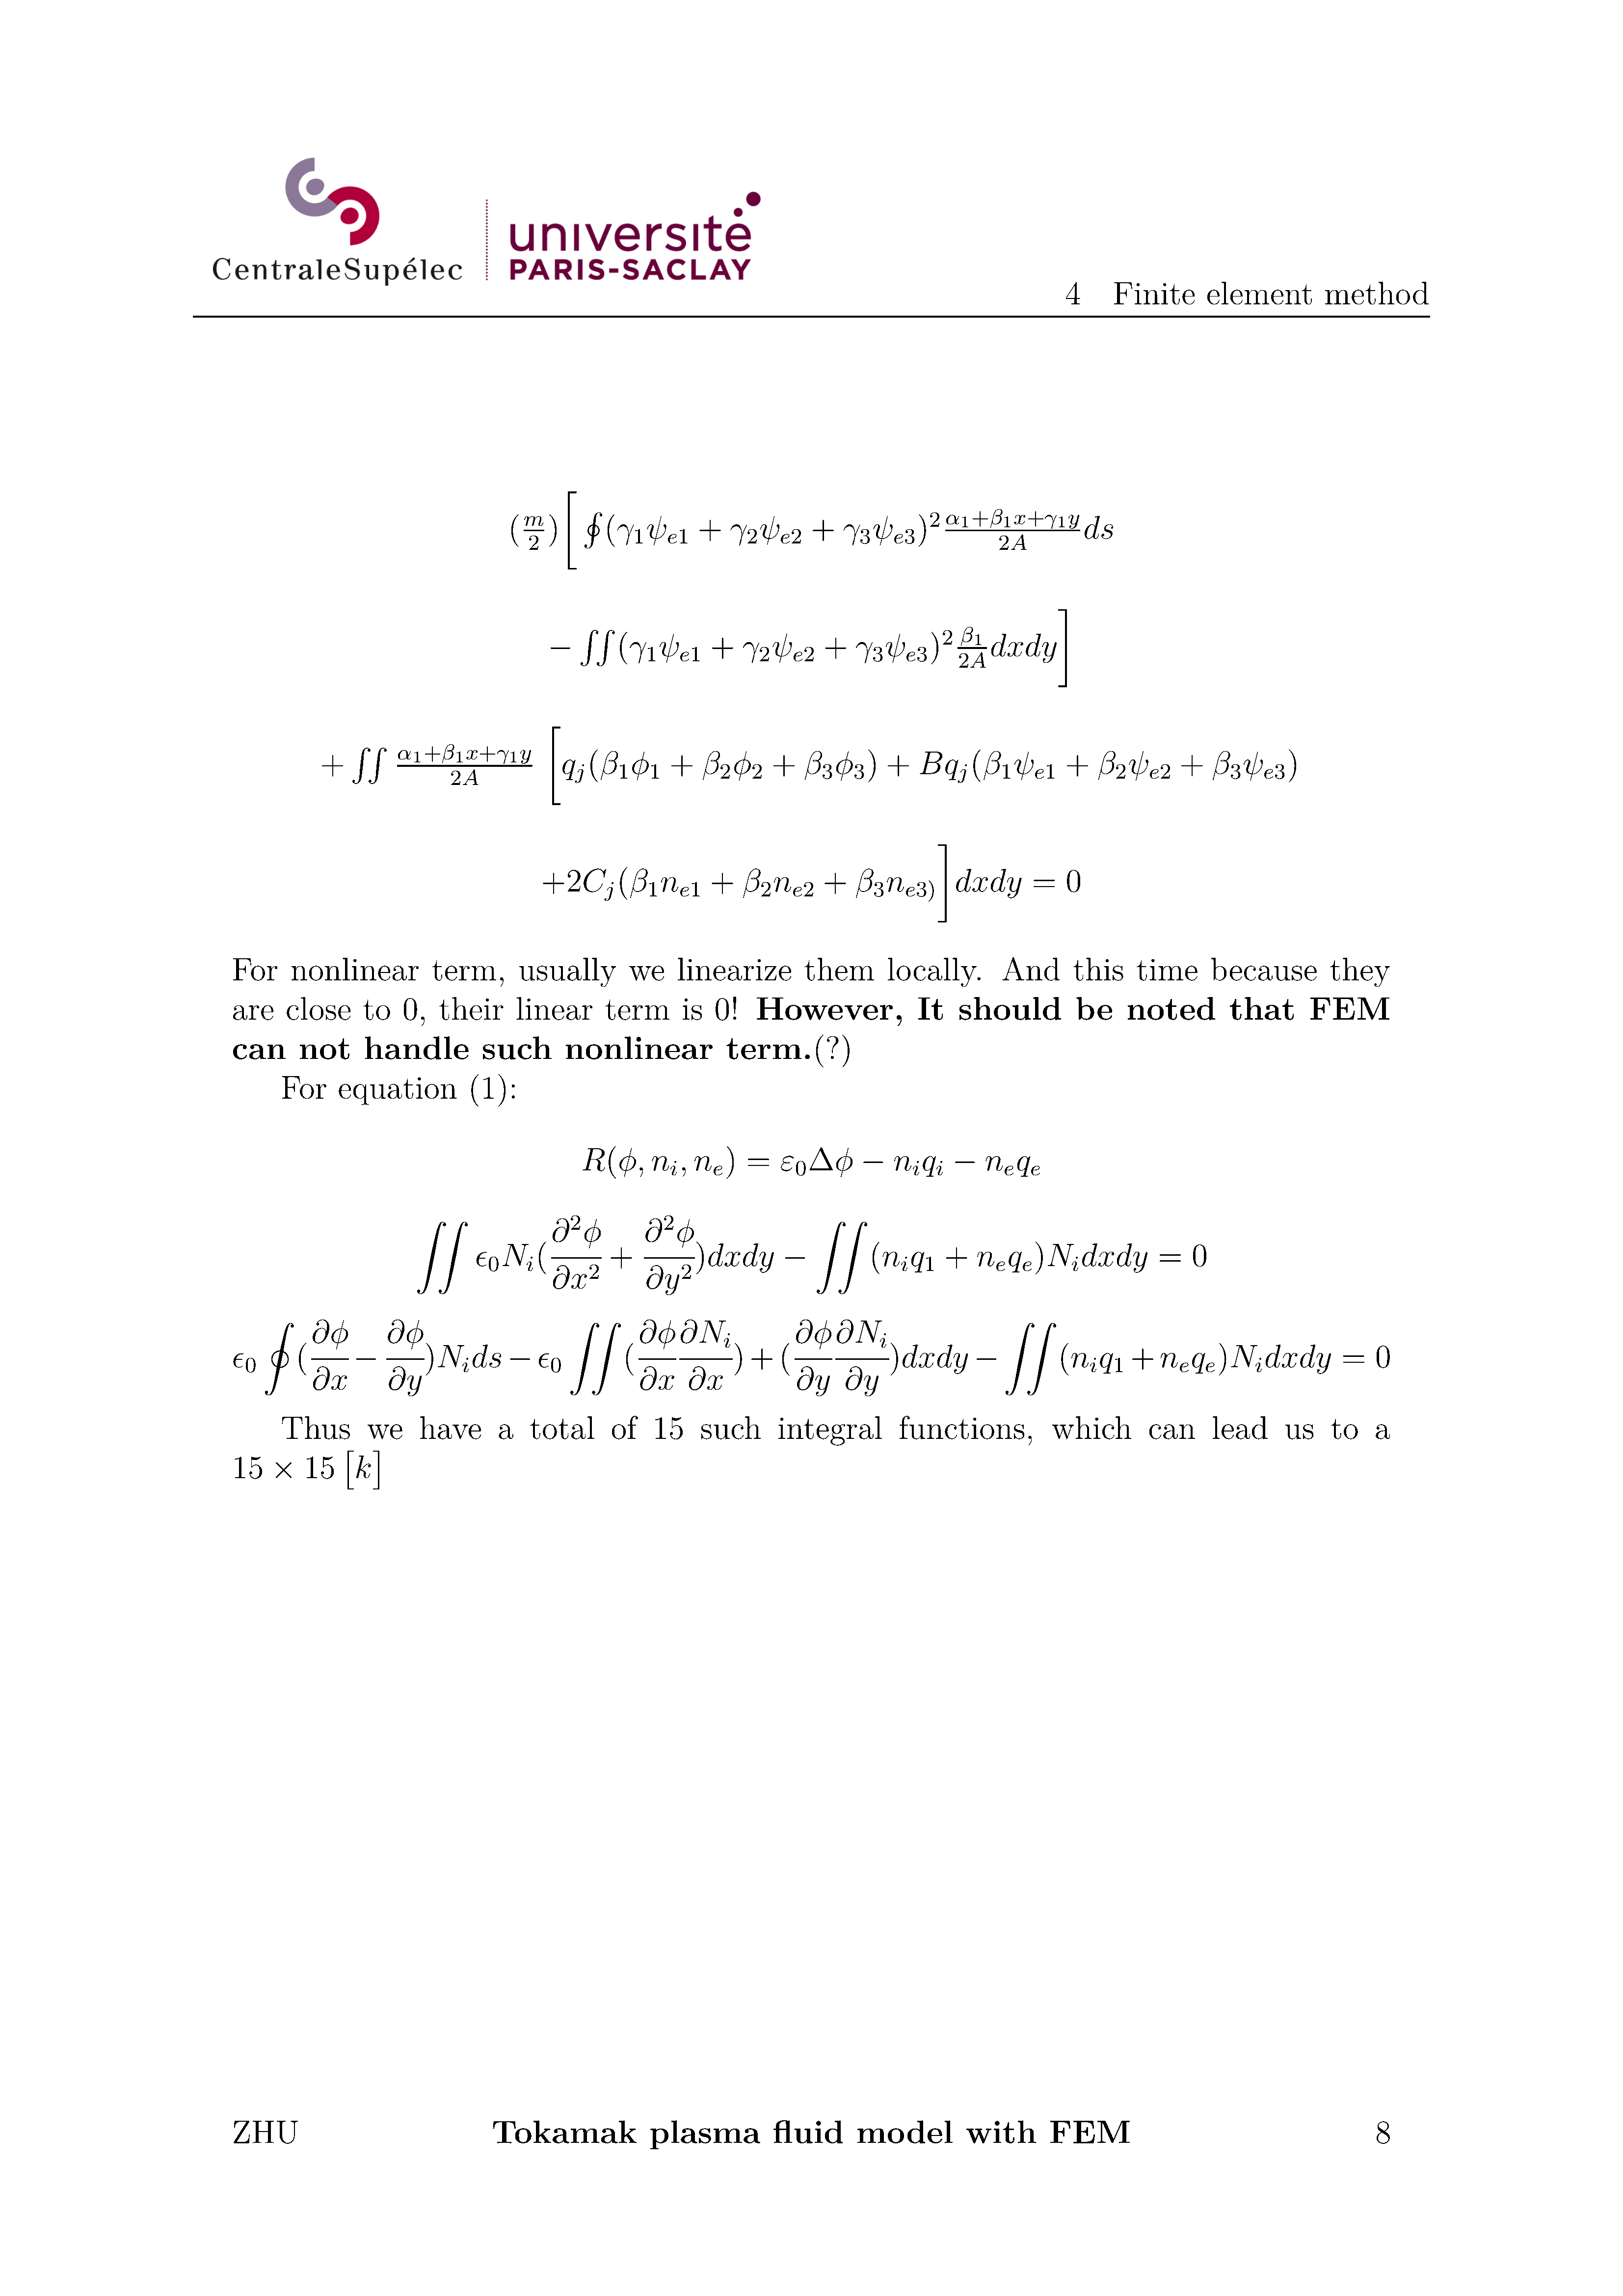 CentraleSupélec
université
PARIS-SACLAY
4 Finite element method
$(\frac{m}{2})\Big[\oint(\gamma_1\psi_{e1}+\gamma_2\psi_{e2}+\gamma_3\psi_{e3})^2\frac{\alpha_1+\beta_1x+\gamma_1y}{2A}ds$
$-\iint(\gamma_1\psi_{e1}+\gamma_2\psi_{e2}+\gamma_3\psi_{e3})^2\frac{\beta_1}{2A}dxdy\Big]$
$+\iint\frac{\alpha_1+\beta_1x+\gamma_1y}{2A}\Big[q_j(\beta_1\phi_1+\beta_2\phi_2+\beta_3\phi_3)+Bq_j(\beta_1\psi_{e1}+\beta_2\psi_{e2}+\beta_3\psi_{e3})$
$+2C_j(\beta_1n_{e1}+\beta_2n_{e2}+\beta_3n_{e3)}\Big]dxdy=0$
For nonlinear term, usually we linearize them locally. And this time because they
are close to 0, their linear term is 0! However, It should be noted that FEM
can not handle such nonlinear term.(?)
For equation (1):
$R(\phi,n_i,n_e)=\varepsilon_0\Delta\phi-n_iq_i-n_eq_e$
$\iint\epsilon_0N_i(\frac{\partial^2\phi}{\partial x^2}+\frac{\partial^2\phi}{\partial y^2})dxdy-\iint(n_iq_1+n_eq_e)N_idxdy=0$
$\epsilon_0\oint(\frac{\partial\phi}{\partial x}-\frac{\partial\phi}{\partial y})N_ids-\epsilon_0\iint(\frac{\partial\phi}{\partial x}\frac{\partial N_i}{\partial x})+(\frac{\partial\phi}{\partial y}\frac{\partial N_i}{\partial y})dxdy-\iint(n_iq_1+n_eq_e)N_idxdy=0$
Thus we have a total of 15 such integral functions, which can lead us to a
$15\times15\,[k]$
ZHU Tokamak plasma fluid model with FEM 8